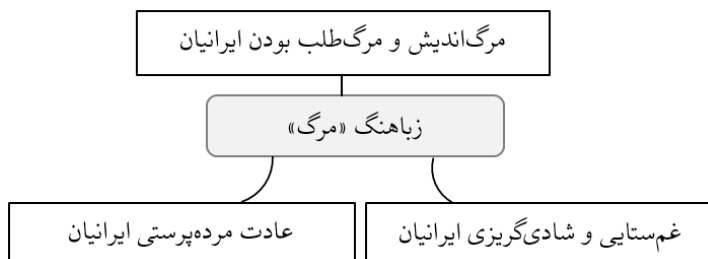 مرگ‌اندیش و مرگ‌طلب بودن ایرانیان
زباهنگ «مرگ»
غم‌ستایی و شادی‌گریزی ایرانیان
عادت مرده‌پرستی ایرانیان